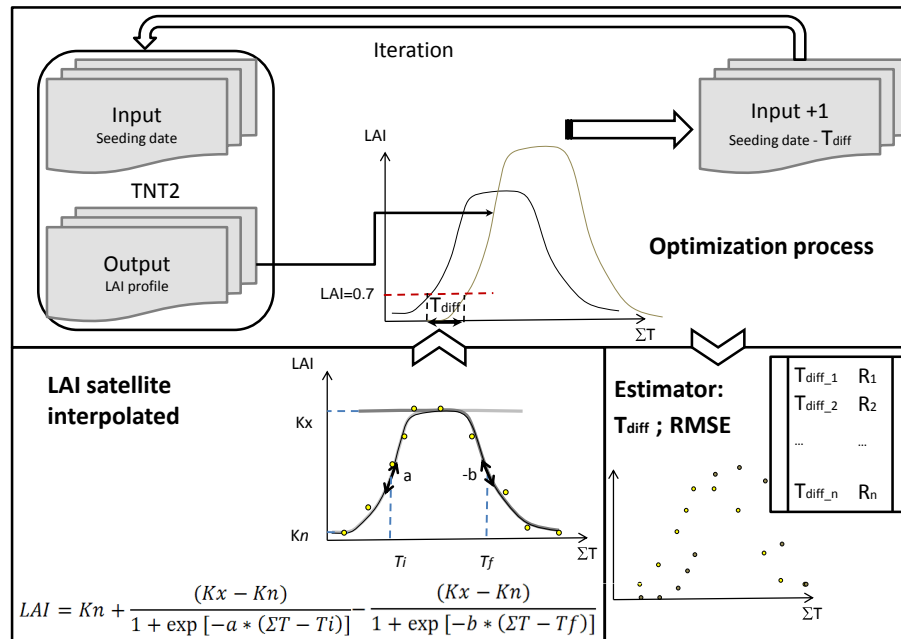 Iteration
Input
Seeding date
TNT2
Output
LAI profile
Input +1
Seeding date - Tdiff
LAI
LAI=0.7
Tdiff
ΣT
Optimization process
LAI satellite
interpolated
LAI
Kx
Kn
a
-b
Ti
Tf
ΣT
LAI = Kn + (Kx − Kn) / 1 + exp [−a ∗ (ΣT − Ti)] − (Kx − Kn) / 1 + exp [−b ∗ (ΣT − Tf)]
Estimator:
Tdiff ; RMSE
Tdiff_1 R1
Tdiff_2 R2
... ...
Tdiff_n Rn
ΣT